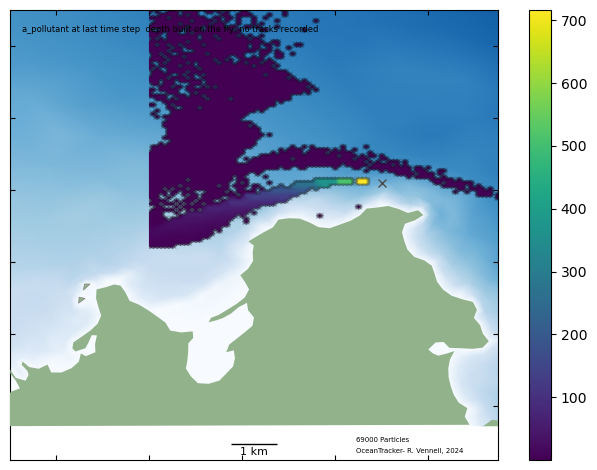 a_pollutant at last time step  depth built on the fly, no tracks recorded
700
600
500
400
300
200
100
1 km
69000 Particles
OceanTracker- R. Vennell, 2024